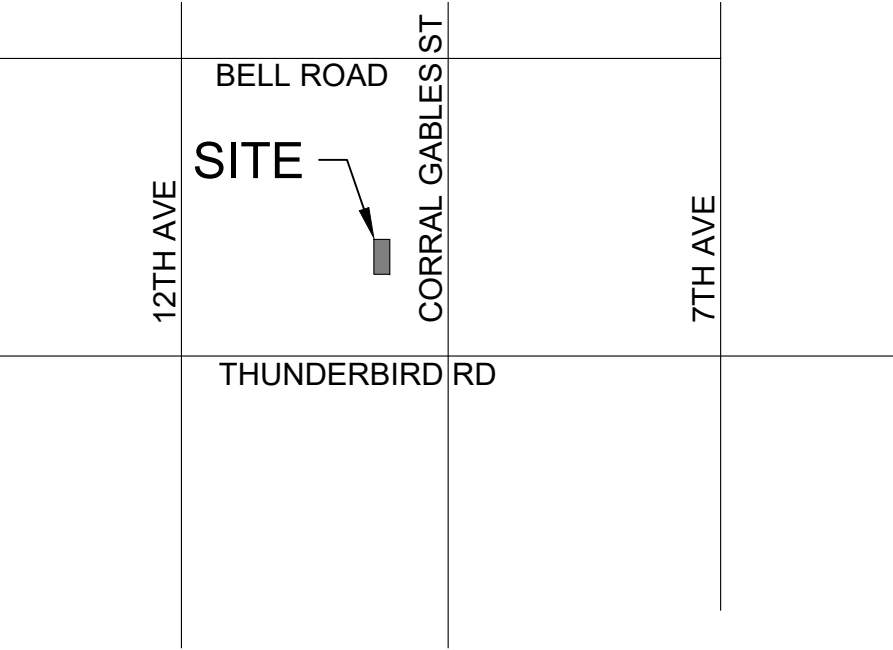 BELL ROAD
SITE
12TH AVE
CORRAL GABLES ST
7TH AVE
THUNDERBIRD RD